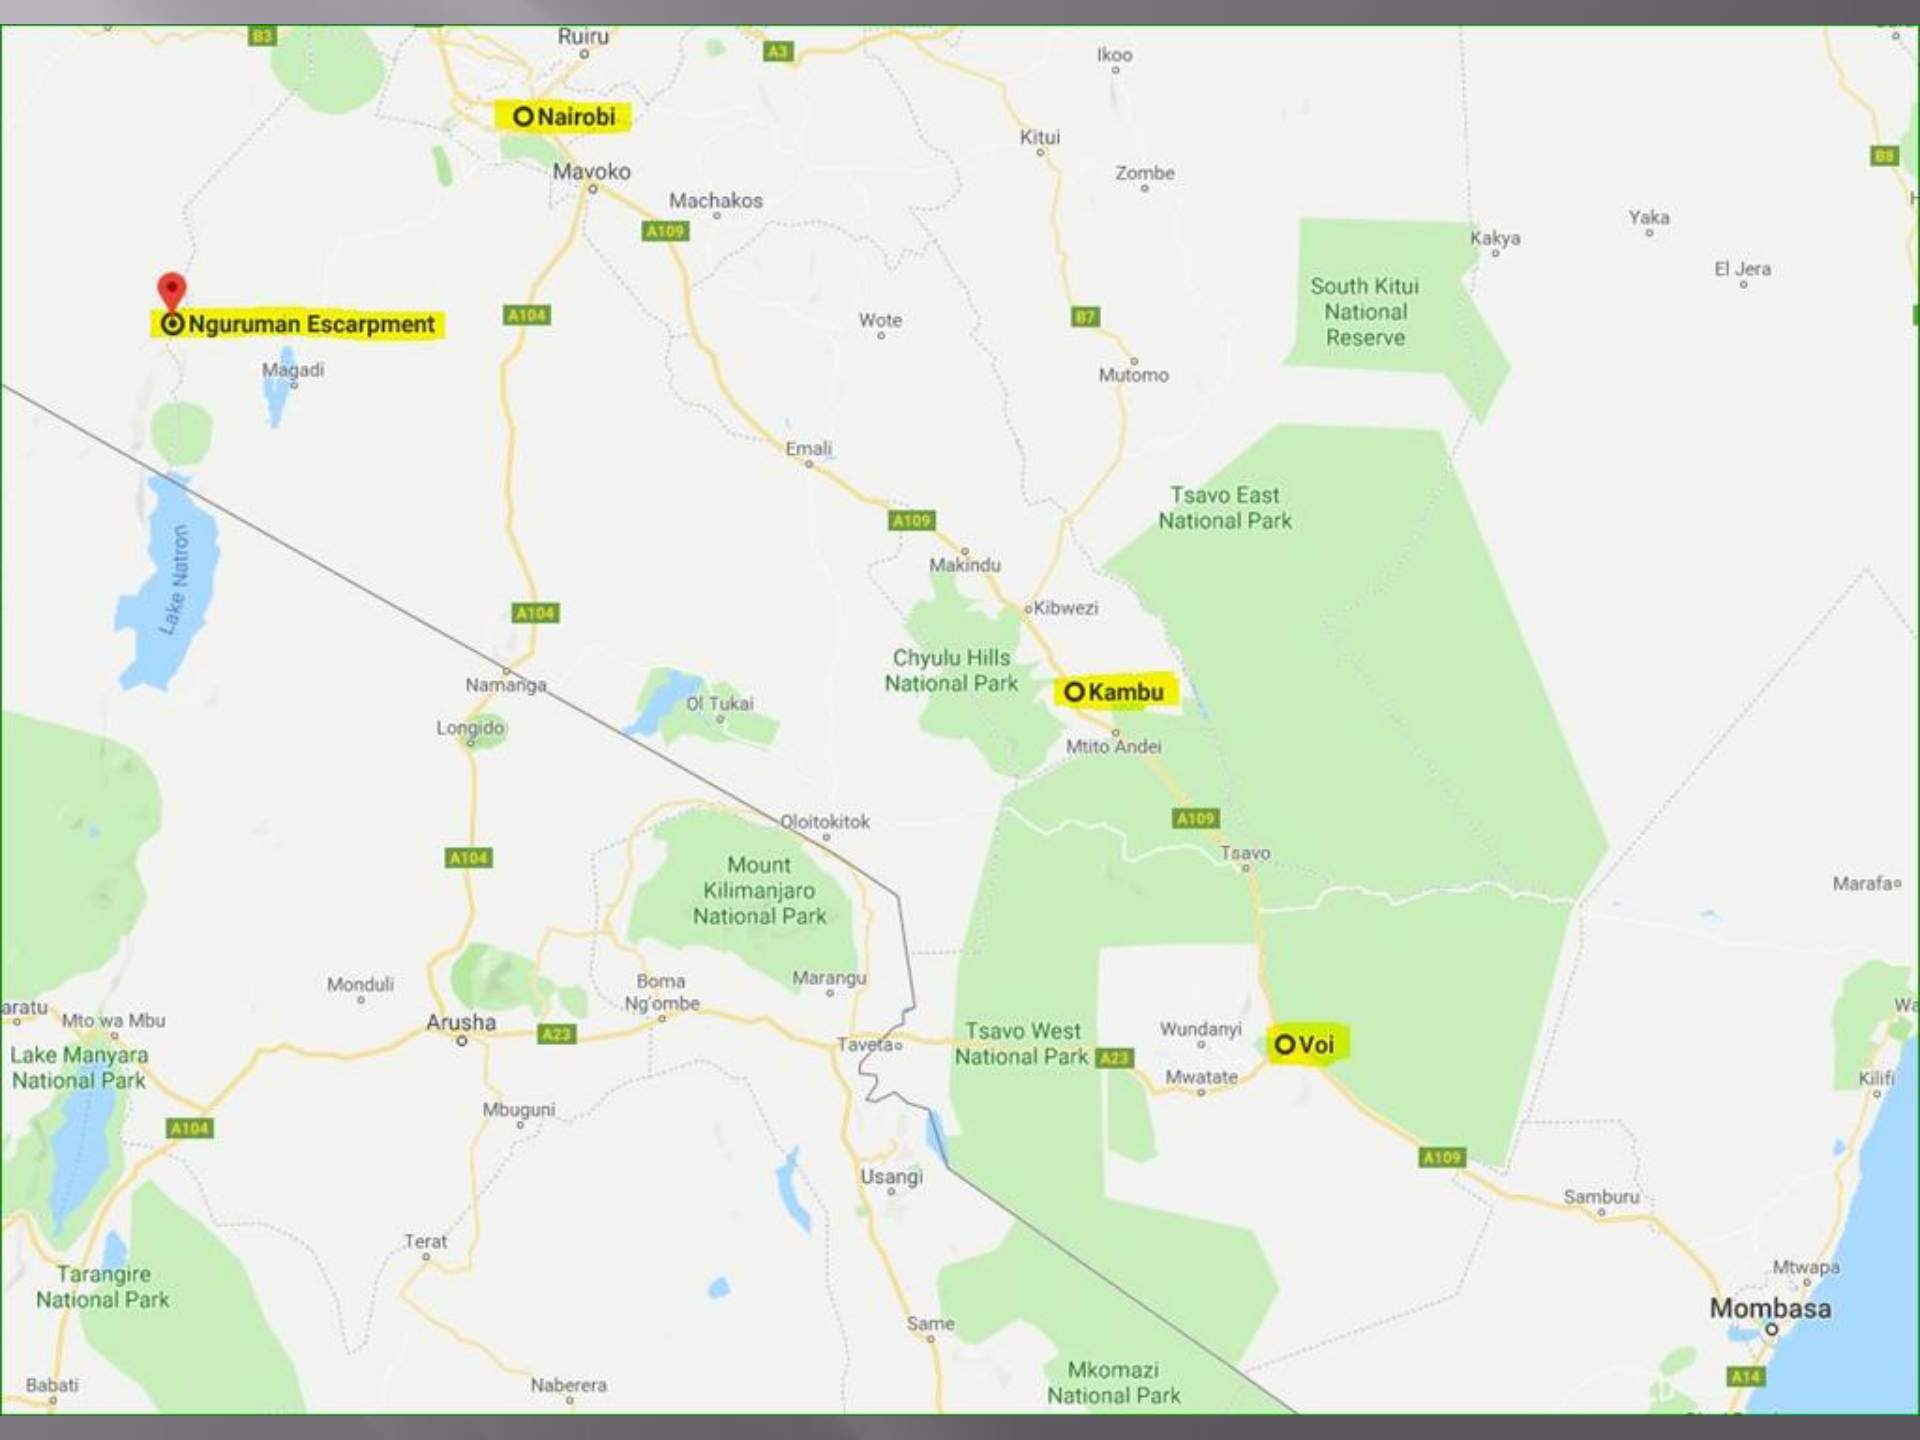 B3
Ruiru
A3
Ikoo
Nairobi
Kitui
B8
Mavoko
Zombe
Machakos
A109
Yaka
Kakya
El Jera
South Kitui
National
Reserve
A104
B7
Nguruman Escarpment
Wote
Magadi
Mutomo
Emali
Tsavo East
National Park
A109
Makindu
Lake Natron
A104
Kibwezi
Chyulu Hills
National Park
Namanga
Kambu
Ol Tukai
Longido
Mtito Andei
A109
Oloitokitok
A104
Tsavo
Mount
Kilimanjaro
National Park
Marafa
Monduli
Boma
Ng'ombe
Marangu
aratu
Mto wa Mbu
Arusha
A23
Wa
Tsavo West
National Park
A23
Wundanyi
Voi
Taveta
Lake Manyara
National Park
Mwatate
Kilifi
Mbuguni
A104
A109
Usangi
Samburu
Terat
Mtwapa
Tarangire
National Park
Mombasa
Same
A14
Mkomazi
National Park
Babati
Naberera